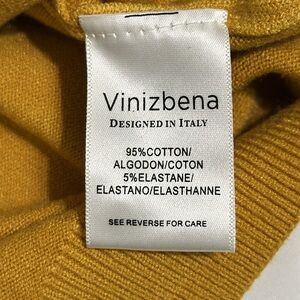 Vinizbena
DESIGNED IN ITALY
95%COTTON/
ALGODON/COTON
5%ELASTANE/
ELASTANO/ELASTHANNE
SEE REVERSE FOR CARE